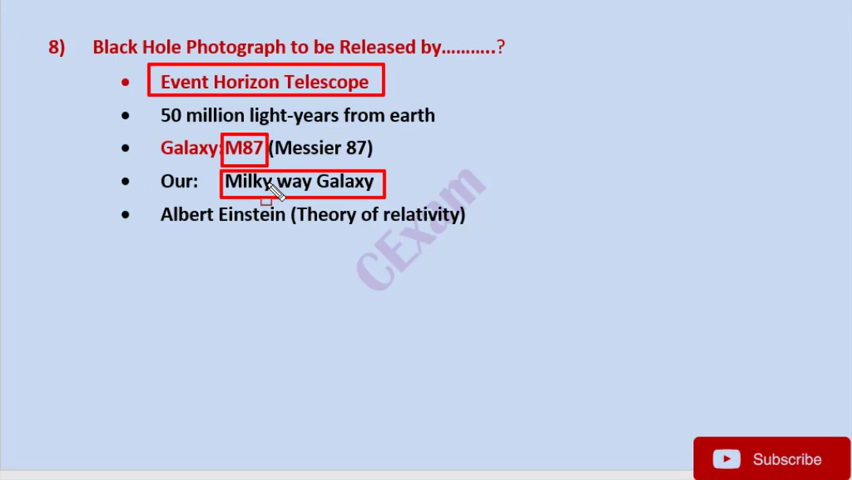 8) Black Hole Photograph to be Released by...........?
• Event Horizon Telescope
• 50 million light-years from earth
• Galaxy: M87 (Messier 87)
• Our: Milky way Galaxy
• Albert Einstein (Theory of relativity)
CExam
Subscribe